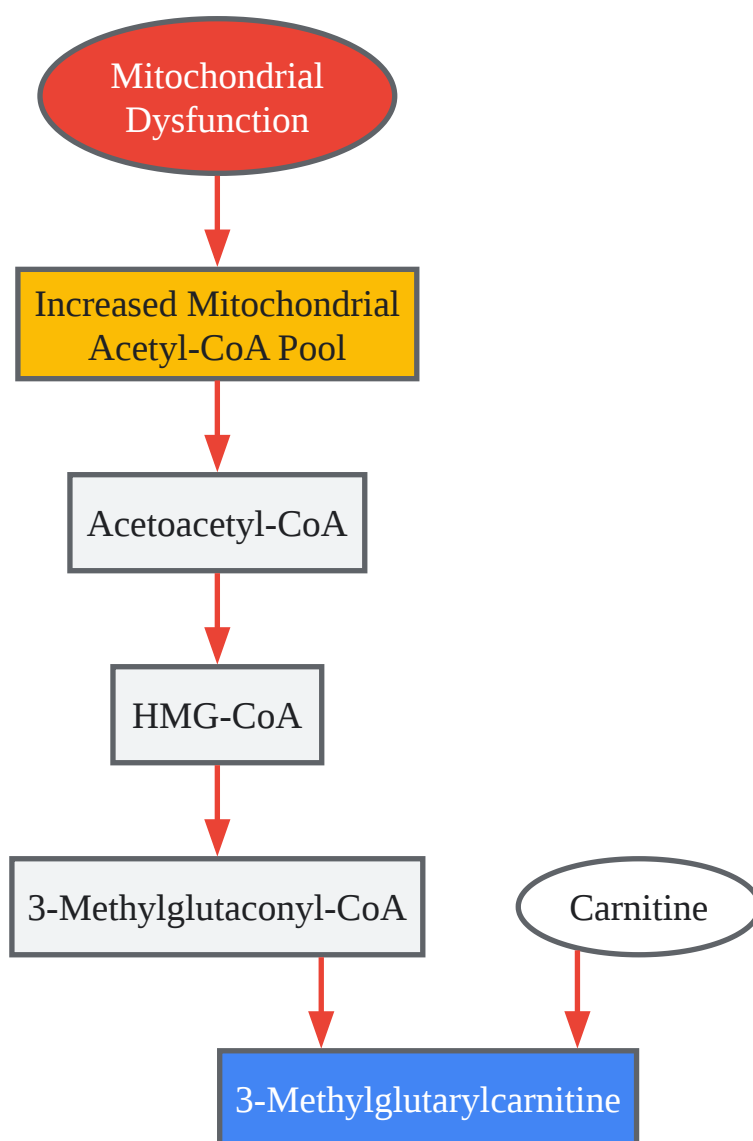 Mitochondrial
Dysfunction
Increased Mitochondrial
Acetyl-CoA Pool
Acetoacetyl-CoA
HMG-CoA
3-Methylglutaconyl-CoA
Carnitine
3-Methylglutarylcarnitine